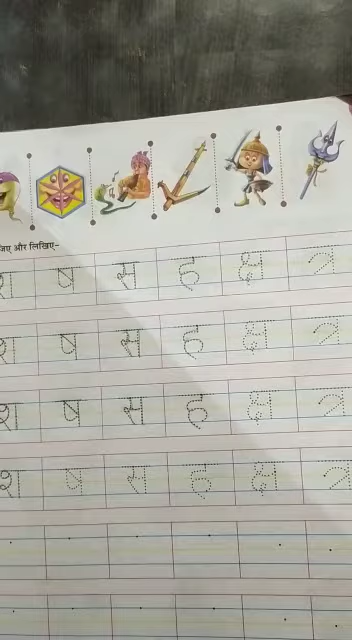 और लिखिए–
श ष स ह क्ष त्र
श ष स ह क्ष त्र
श ष स ह क्ष त्र
श ष स ह क्ष त्र